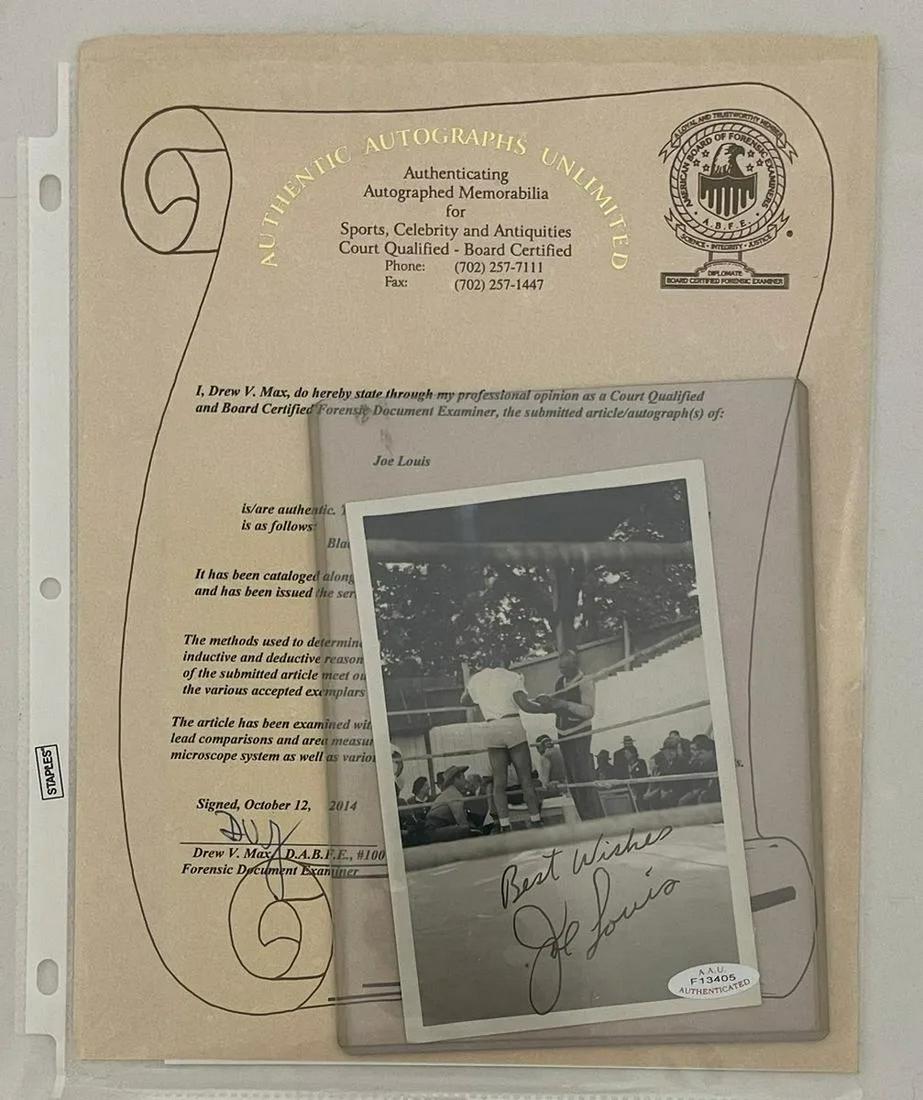 AUTHENTIC AUTOGRAPHS UNLIMITED
Authenticating
Autographed Memorabilia
for
Sports, Celebrity and Antiquities
Court Qualified - Board Certified
Phone: (702) 257-7111
Fax: (702) 257-1447
A LOYAL AND TRUSTWORTHY MEMBER
AMERICAN BOARD OF FORENSIC EXAMINERS
A.B.F.E.
SCIENCE • INTEGRITY • JUSTICE
DIPLOMATE
BOARD CERTIFIED FORENSIC EXAMINER
I, Drew V. Max, do hereby state through my professional opinion as a Court Qualified
and Board Certified Forensic Document Examiner, the submitted article/autograph(s) of:
Joe Louis
is/are authentic.
is as follows:
It has been cataloged along
and has been issued the
The methods used to
inductive and deductive
of the submitted article meet
the various accepted exemplars
The article has been examined
lead comparisons and area
microscope system as well as
STAPLES
Signed, October 12, 2014
Drew V. Max, D.A.B.F.E., #100
Forensic Document Examiner
Best Wishes
Joe Louis
A.A.U.
F13405
AUTHENTICATED